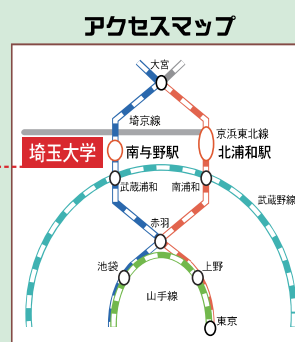 アクセスマップ
大宮
埼京線
京浜東北線
埼玉大学
南与野駅
北浦和駅
武蔵浦和
南浦和
武蔵野線
赤羽
池袋
上野
山手線
東京